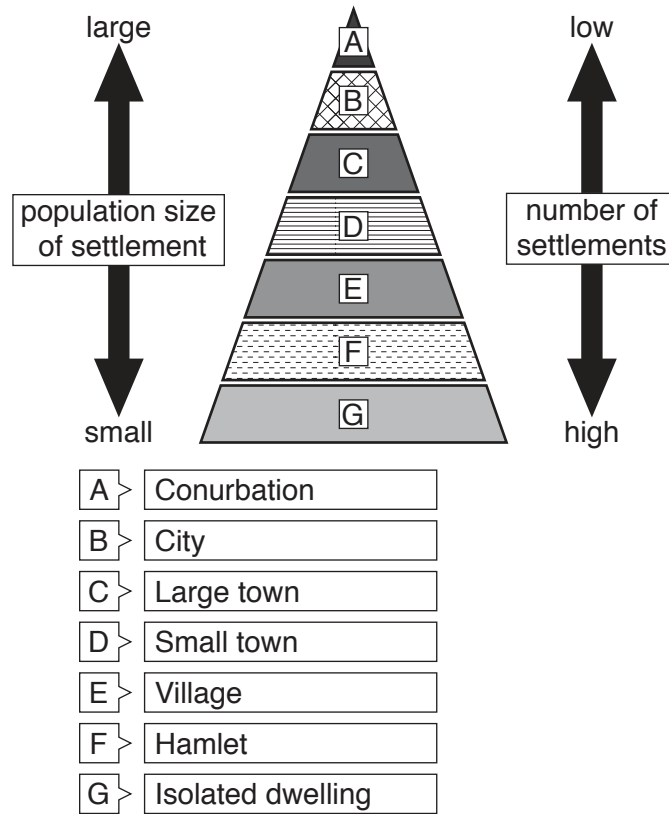 large
low
A
B
C
population size
of settlement
number of
settlements
D
E
F
small
G
high
A Conurbation
B City
C Large town
D Small town
E Village
F Hamlet
G Isolated dwelling